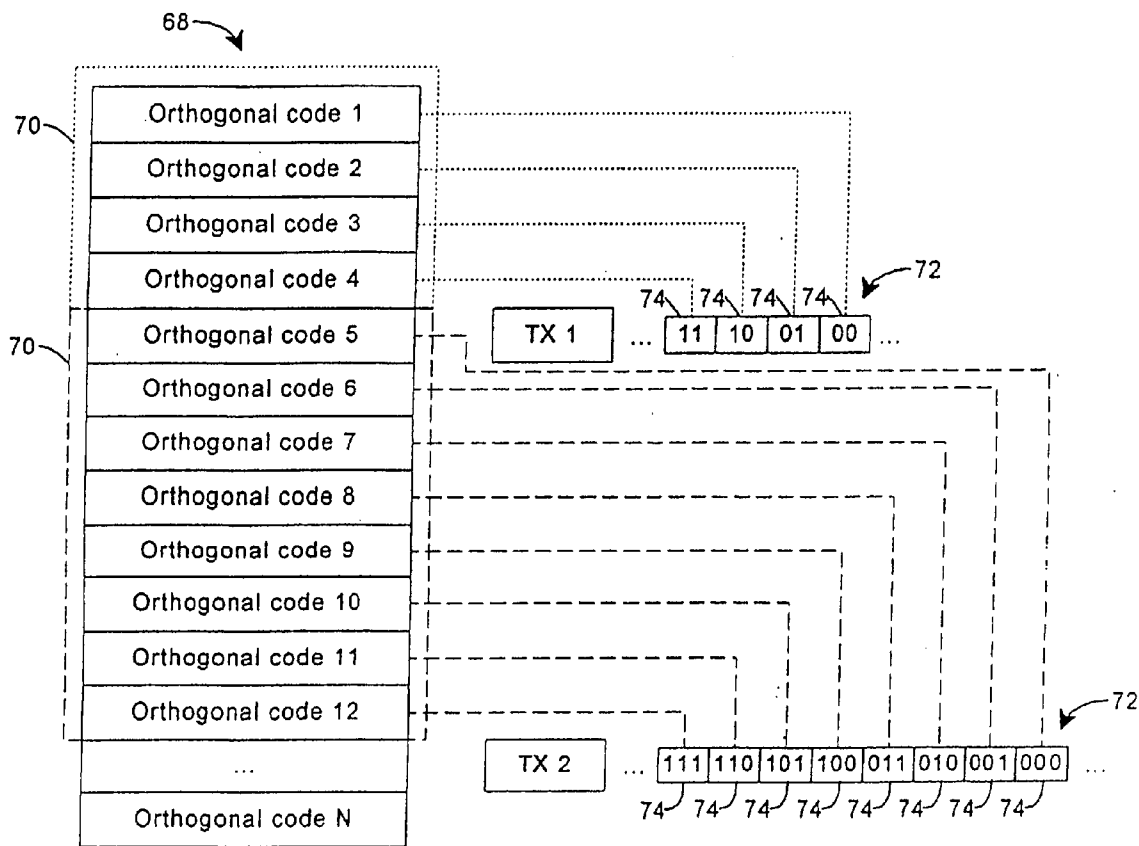 68
70
Orthogonal code 1
Orthogonal code 2
Orthogonal code 3
Orthogonal code 4
72
74 74 74 74
TX 1 ... 11 10 01 00 ...
70
Orthogonal code 5
Orthogonal code 6
Orthogonal code 7
Orthogonal code 8
Orthogonal code 9
Orthogonal code 10
Orthogonal code 11
Orthogonal code 12
72
TX 2 ... 111 110 101 100 011 010 001 000 ...
74 74 74 74 74 74 74 74
...
Orthogonal code N